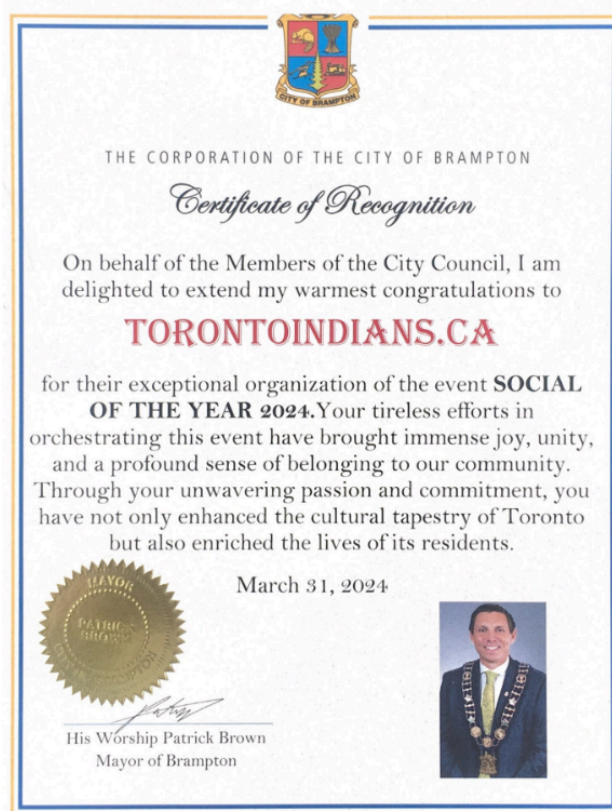 CITY OF BRAMPTON
THE CORPORATION OF THE CITY OF BRAMPTON
Certificate of Recognition
On behalf of the Members of the City Council, I am
delighted to extend my warmest congratulations to
TORONTOINDIANS.CA
for their exceptional organization of the event SOCIAL
OF THE YEAR 2024.Your tireless efforts in
orchestrating this event have brought immense joy, unity,
and a profound sense of belonging to our community.
Through your unwavering passion and commitment, you
have not only enhanced the cultural tapestry of Toronto
but also enriched the lives of its residents.
March 31, 2024
MAYOR
PATRICK
BROWN
His Worship Patrick Brown
Mayor of Brampton